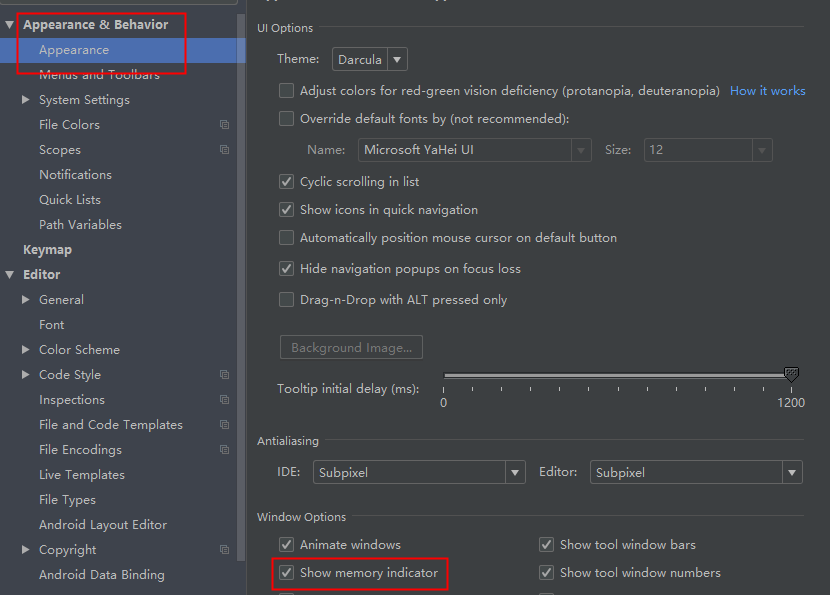 Appearance & Behavior
Appearance
Menus and Toolbars
System Settings
File Colors
Scopes
Notifications
Quick Lists
Path Variables
Keymap
Editor
General
Font
Color Scheme
Code Style
Inspections
File and Code Templates
File Encodings
Live Templates
File Types
Android Layout Editor
Copyright
Android Data Binding
UI Options
Theme: Darcula
Adjust colors for red-green vision deficiency (protanopia, deuteranopia) How it works
Override default fonts by (not recommended):
Name: Microsoft YaHei UI Size: 12
Cyclic scrolling in list
Show icons in quick navigation
Automatically position mouse cursor on default button
Hide navigation popups on focus loss
Drag-n-Drop with ALT pressed only
Background Image...
Tooltip initial delay (ms):
0 1200
Antialiasing
IDE: Subpixel Editor: Subpixel
Window Options
Animate windows Show tool window bars
Show memory indicator Show tool window numbers